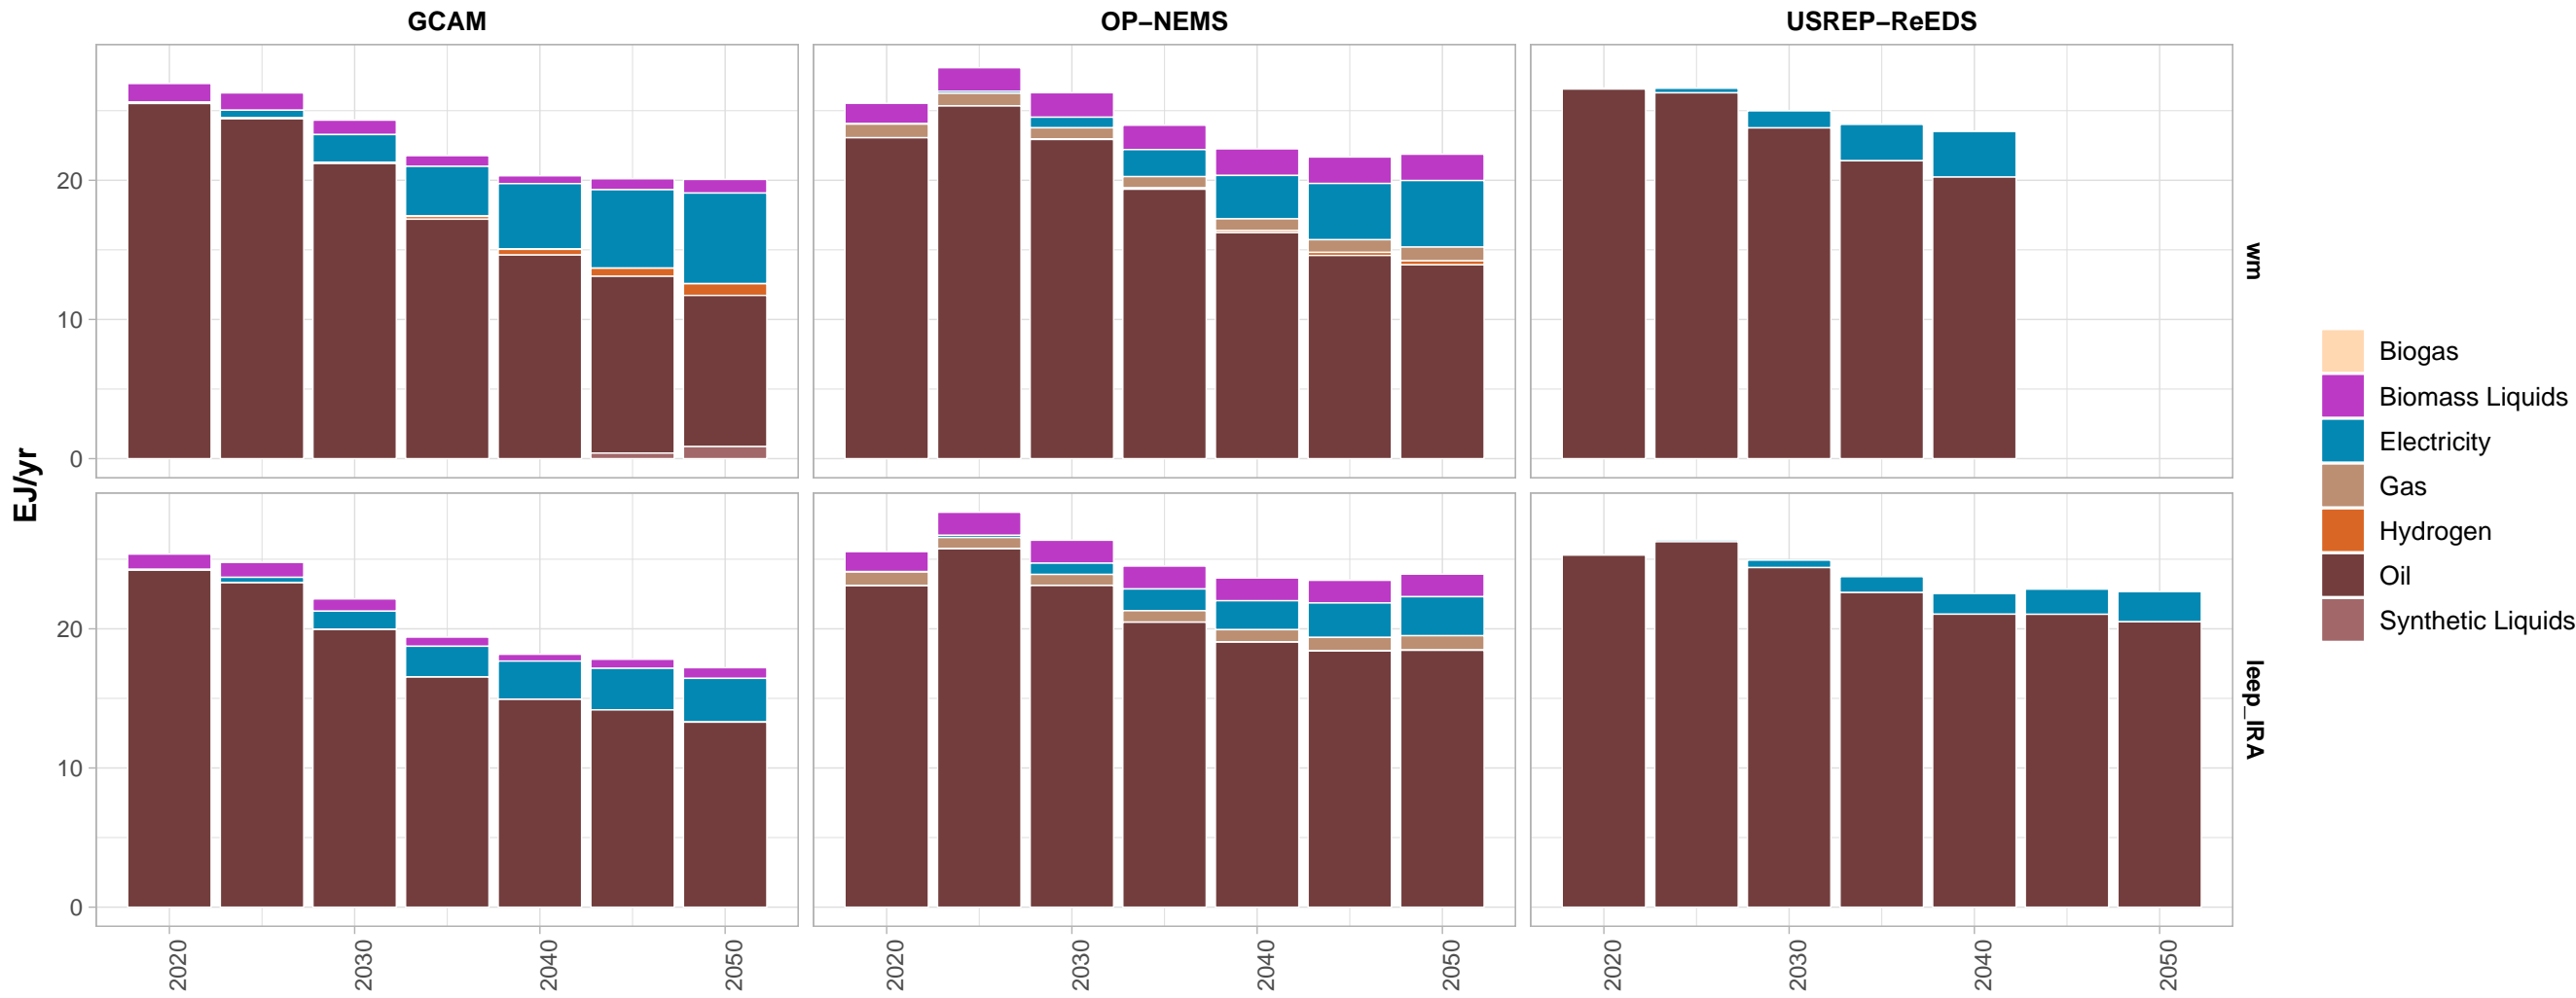 GCAM
OP−NEMS
USREP−ReEDS
EJ/yr
20
10
0
wm
20
10
0
leep_IRA
2020
2030
2040
2050
2020
2030
2040
2050
2020
2030
2040
2050
Biogas
Biomass Liquids
Electricity
Gas
Hydrogen
Oil
Synthetic Liquids